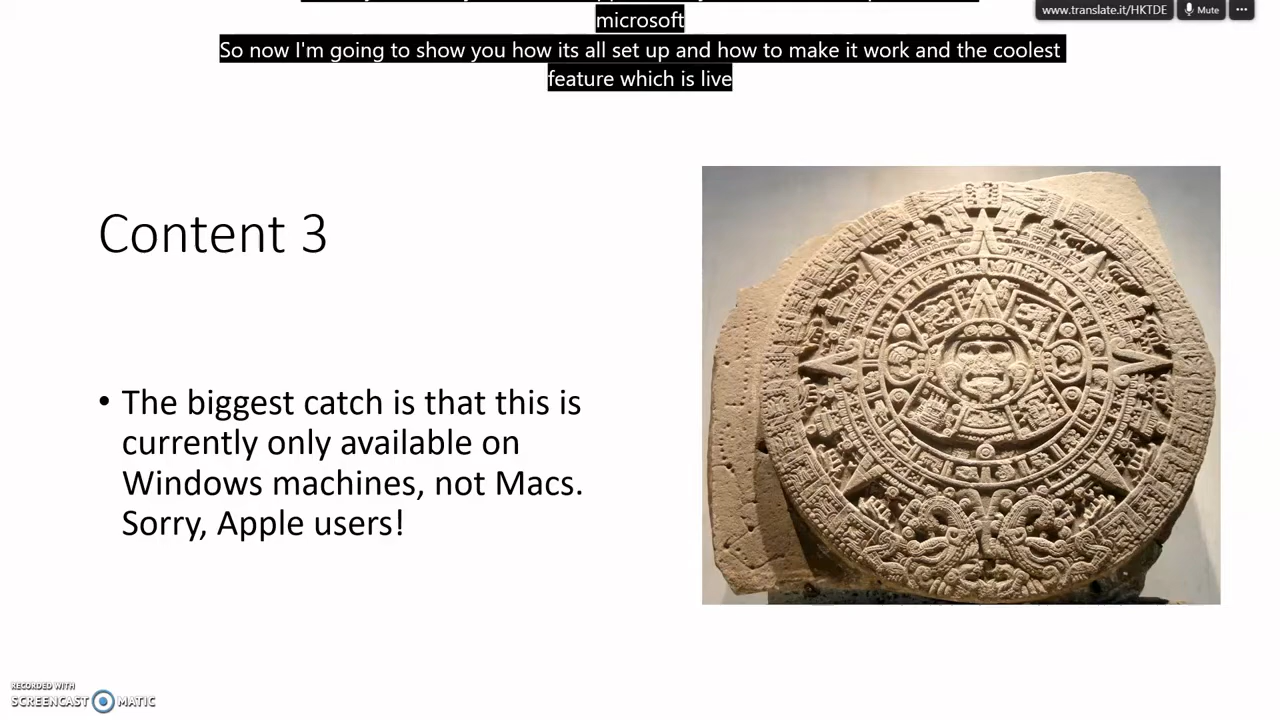 microsoft
So now I'm going to show you how its all set up and how to make it work and the coolest
feature which is live
www.translate.it/HKTDE
Mute
Content 3
• The biggest catch is that this is
currently only available on
Windows machines, not Macs.
Sorry, Apple users!
RECORDED WITH
SCREENCAST MATIC